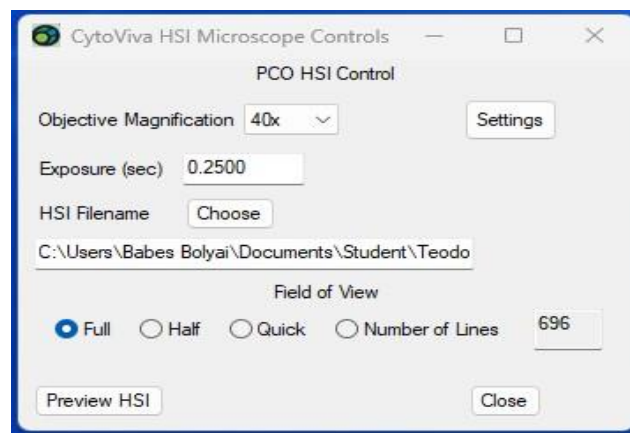 CytoViva HSI Microscope Controls
PCO HSI Control
Objective Magnification 40x Settings
Exposure (sec) 0.2500
HSI Filename Choose
C:\Users\Babes Bolyai\Documents\Student\Teodo
Field of View
Full Half Quick Number of Lines 696
Preview HSI Close